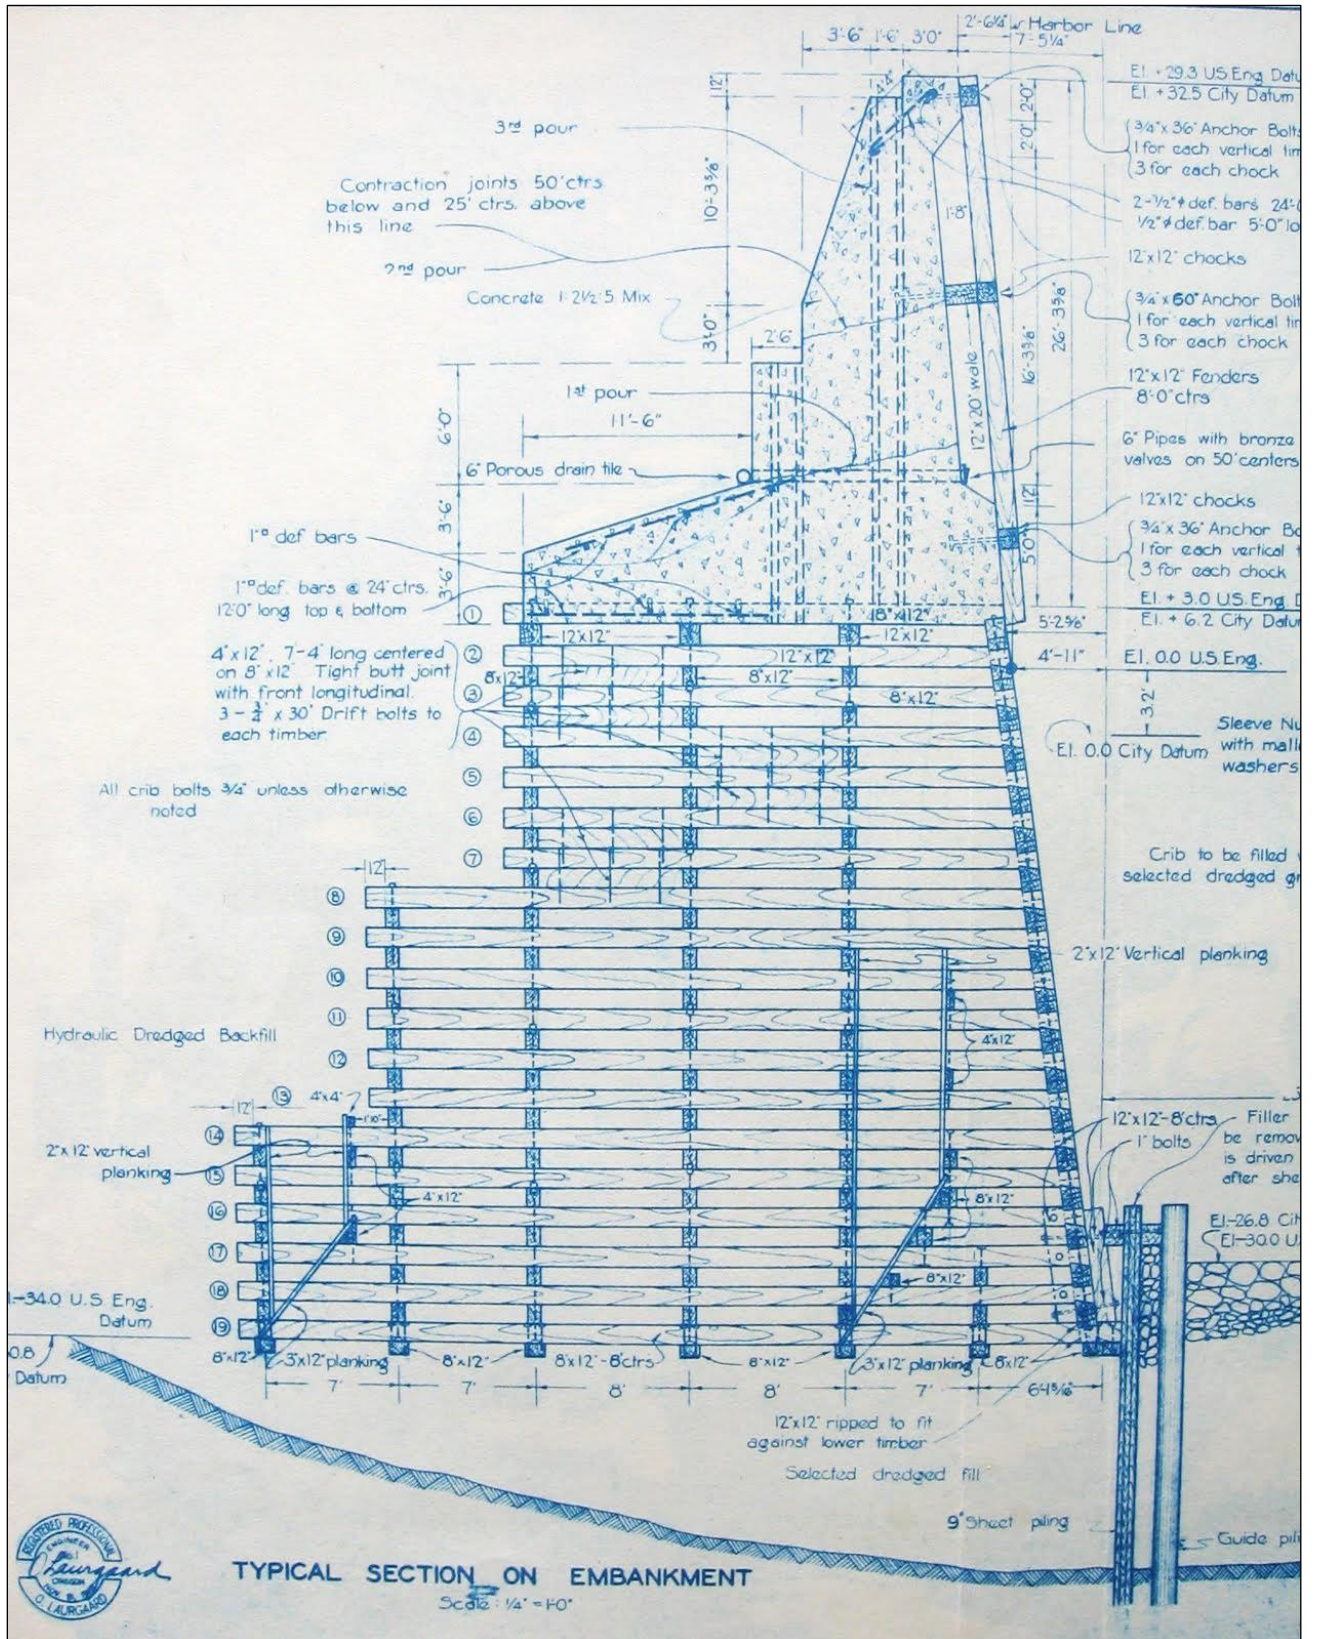 2'-6¼" Harbor Line
3'-6" 1'-6" 3'0" 7'-5¼"
El. +29.3 US Eng Datu
El. +32.5 City Datum
12"
2'-0"
2'0"
3rd pour
¾" x 36" Anchor Bolts
1 for each vertical tim
3 for each chock
Contraction joints 50' ctrs
below and 25' ctrs. above
this line
10'-3⅝"
1'-8"
2-½"ᶲ def. bars 24'-
½"ᶲ def. bar 5'-0" lo
12"x12" chocks
2nd pour
Concrete 1:2½:5 Mix
¾" x 60" Anchor Bolt
1 for each vertical tim
3 for each chock
3'-0"
2'6"
16'-3⅝"
26'-3⅝"
12"x20" wale
12"x12" Fenders
8'-0" ctrs
1st pour
11'-6"
6'-0"
6" Porous drain tile
6" Pipes with bronze
valves on 50' centers
12"
12"x12" chocks
3'-6"
1"□ def bars
¾" x 36" Anchor Bo
1 for each vertical t
3 for each chock
5'0"
3'-6"
1"□ def. bars @ 24" ctrs.
12'0" long top & bottom
El. + 3.0 US. Eng. D
El. + 6.2 City Datum
1
8"x12"
5'-2⅝"
12"x12" 12"x12"
4"x12", 7'-4" long centered
on 8"x12" Tight butt joint
with front longitudinal.
3 - ¾" x 30" Drift bolts to
each timber.
2
12"x12"
4'-11" El. 0.0 U.S. Eng.
8"x12" 8"x12"
3
8"x12"
3.2'
4
El. 0.0 City Datum
Sleeve Nu
with mall
washers
5
All crib bolts ¾" unless otherwise
noted
6
7
Crib to be filled
selected dredged gr
12"
8
9
2"x12" Vertical planking
10
11
Hydraulic Dredged Backfill
4"x12"
12
13
4"x4"
12"
1'10"
14
12"x12"-8' ctrs
1" bolts
Filler
be remov
is driven
after she
2"x12" vertical
planking
15
4"x12"
8"x12"
16
El.-26.8 Cit
El-30.0 U.
17
8"x12"
18
-34.0 U.S Eng.
Datum
19
0.8
Datum
8"x12" 3"x12" planking 8"x12" 8"x12"-8' ctrs 8"x12" 3"x12" planking 8"x12"
7' 7' 8' 8' 7'
12"x12" ripped to fit
against lower timber
Selected dredged fill
9" Sheet piling
Guide pili
REGISTERED PROFESSIONAL
ENGINEER
OREGON
O. LAURGAARD
TYPICAL SECTION ON EMBANKMENT
Scale: ¼" = 1'-0"